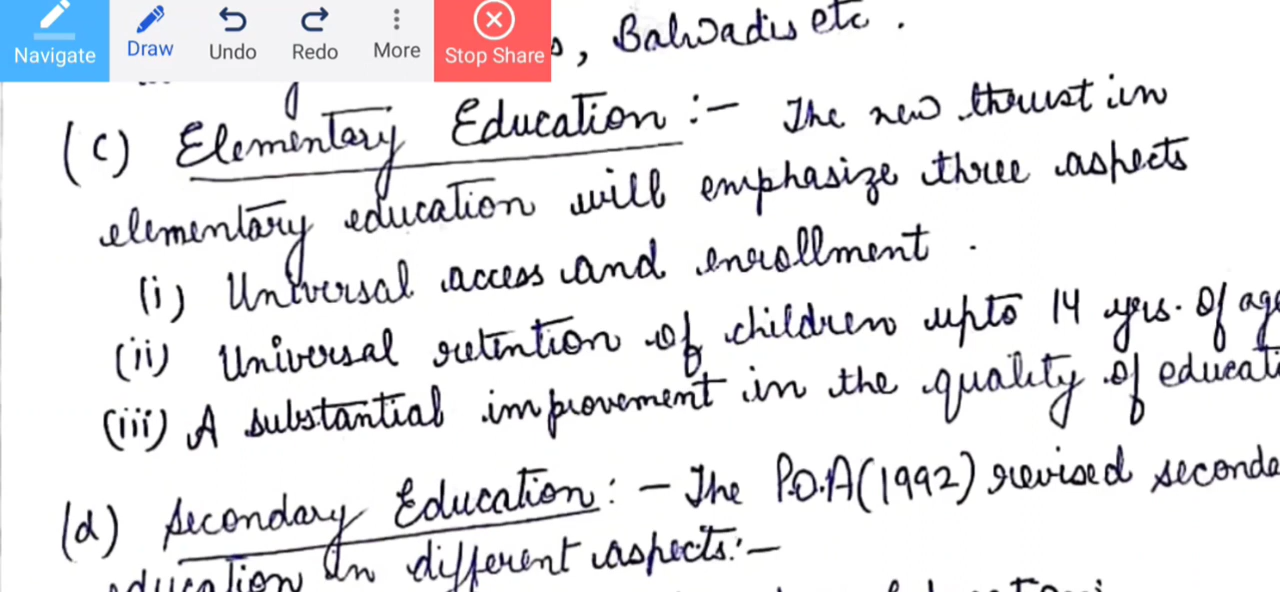 Navigate Draw Undo Redo More Stop Share
, Balwadis etc.
(c) Elementary Education :- The new thrust in
elementary education will emphasize three aspects
(i) Universal access and enrollment.
(ii) Universal retention of children upto 14 yrs. Of age
(iii) A substantial improvement in the quality of educati
(d) Secondary Education :- The P.O.A(1992) revised seconda
education in different aspects:-